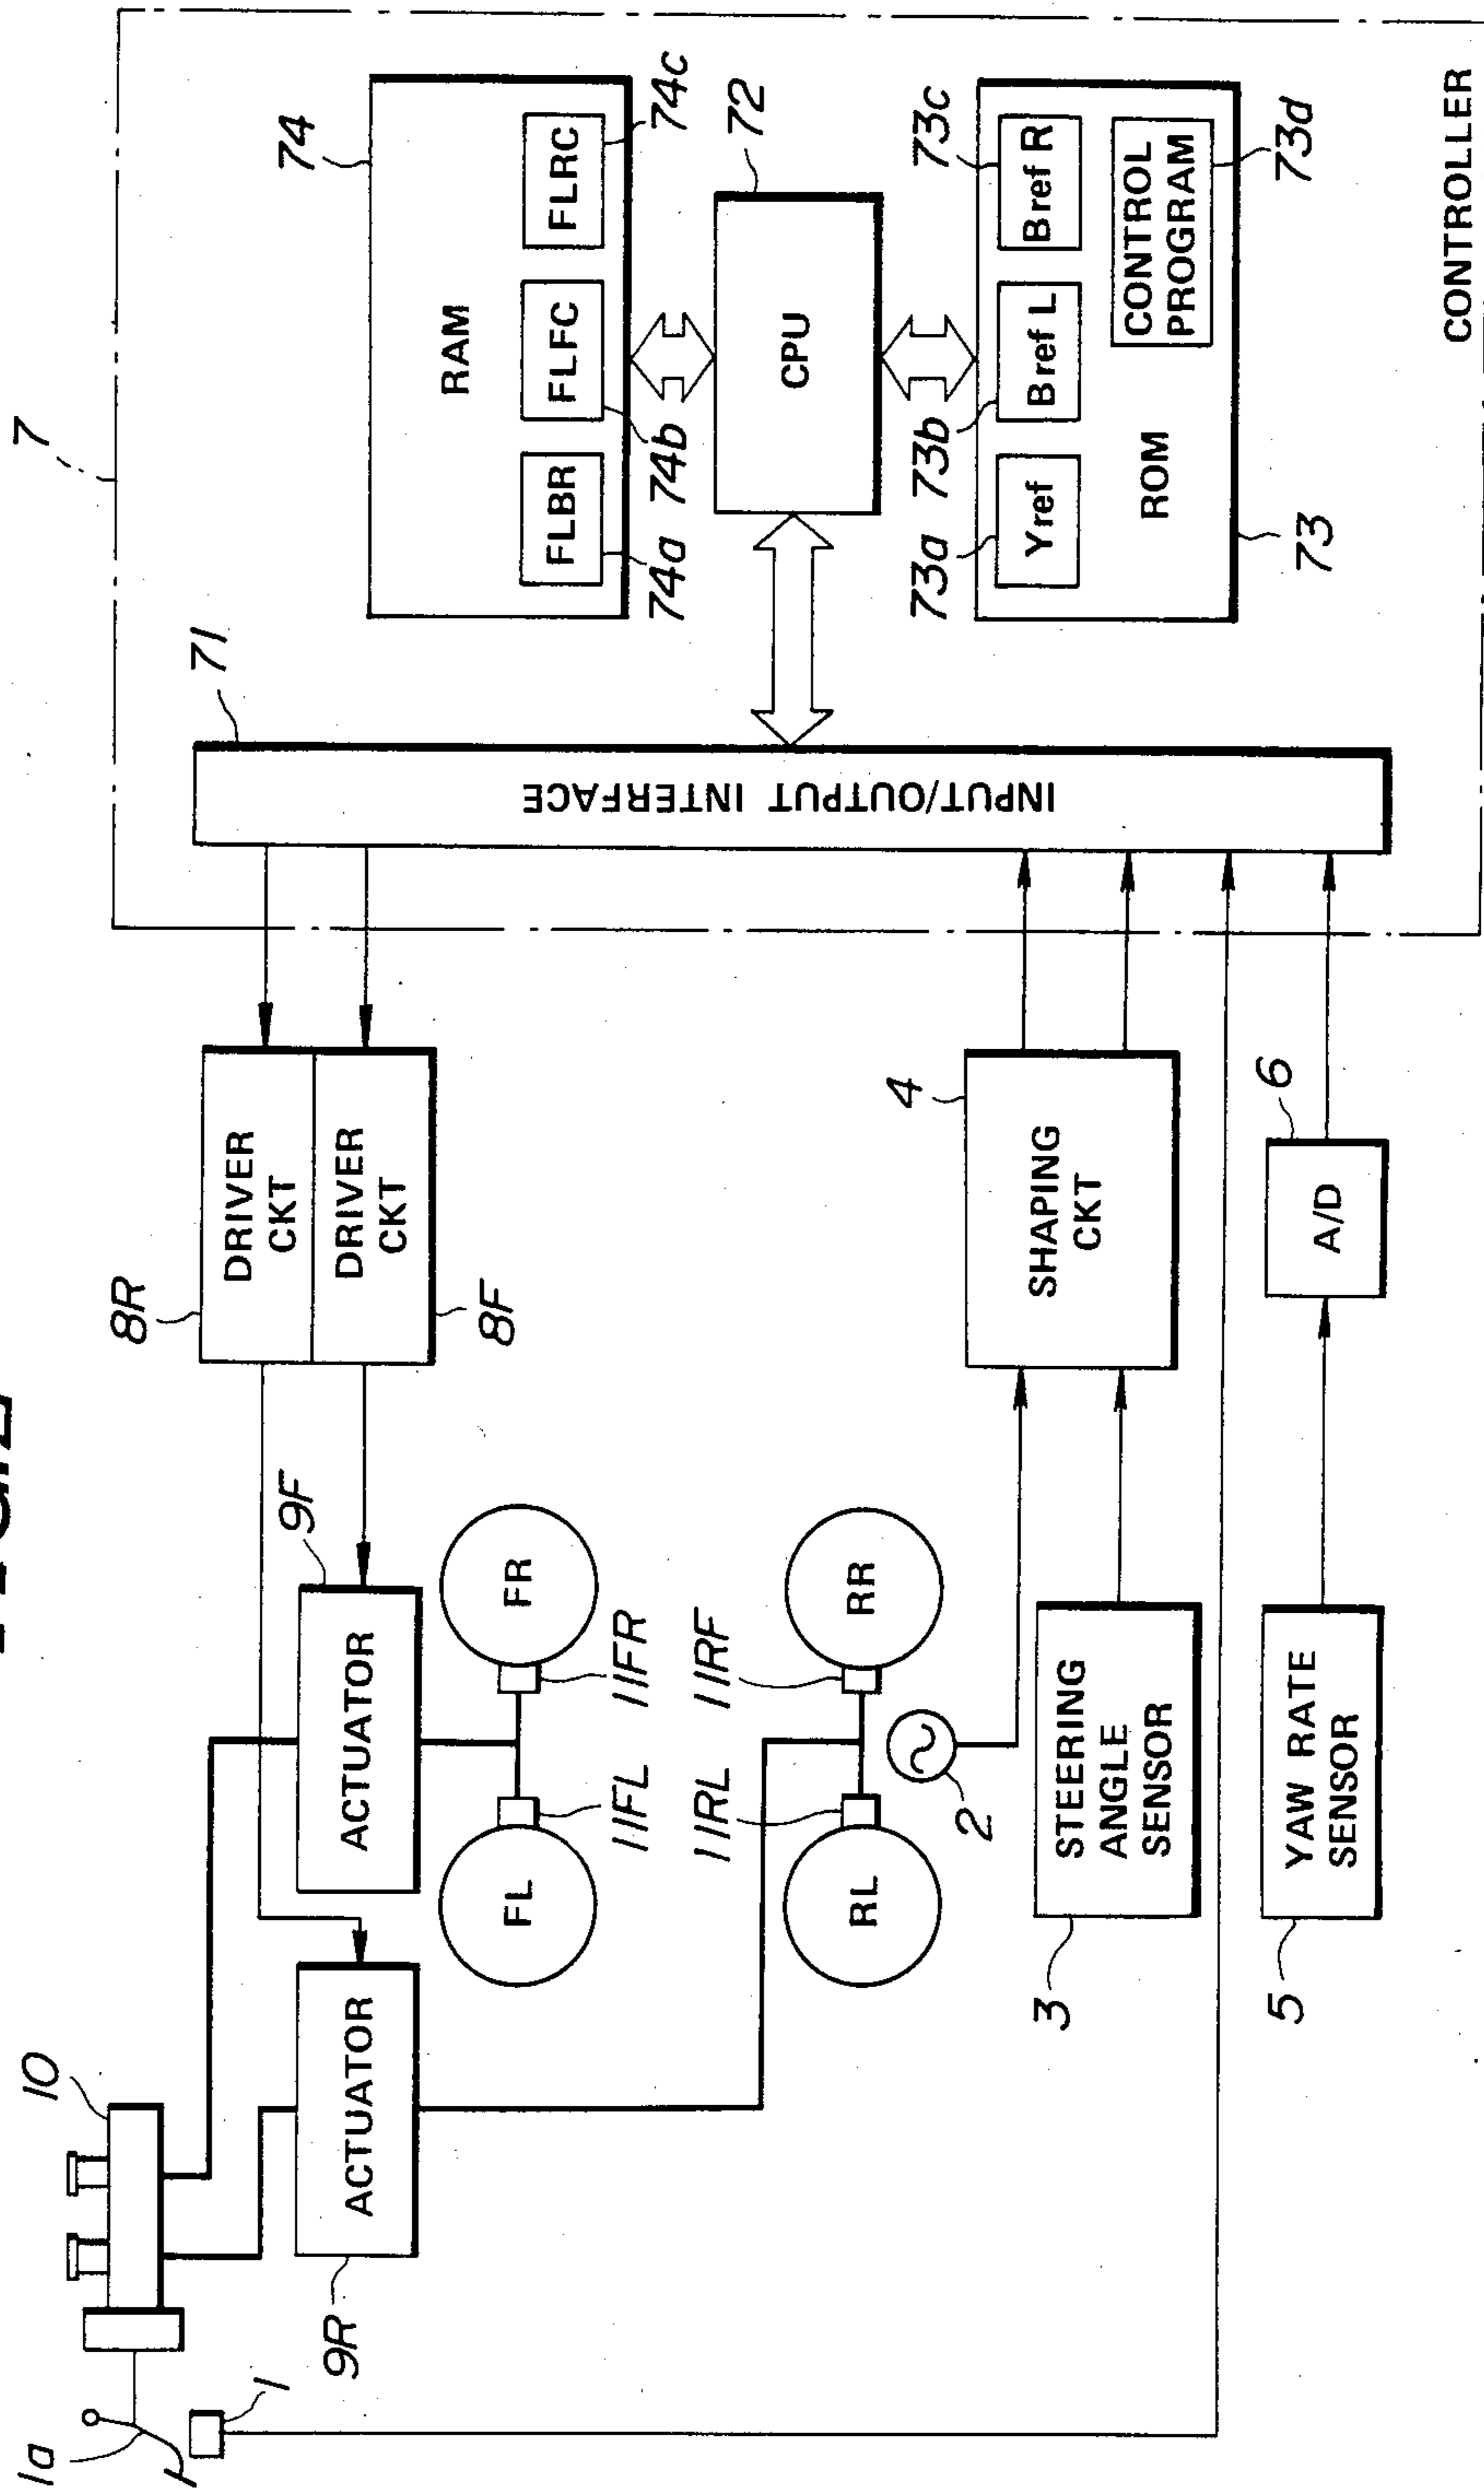 7
1a
1
10
9R
ACTUATOR
9F
ACTUATOR
8R
DRIVER
CKT
DRIVER
CKT
8F
FL
FR
11FL
11FR
11RL
11RF
RL
RR
2
3
STEERING
ANGLE
SENSOR
4
SHAPING
CKT
5
YAW RATE
SENSOR
6
A/D
71
INPUT/OUTPUT INTERFACE
74
RAM
FLBR
FLFC
FLRC
74a
74b
74c
72
CPU
73a
73b
73c
Yref
Bref L
Bref R
ROM
CONTROL
PROGRAM
73
73d
CONTROLLER